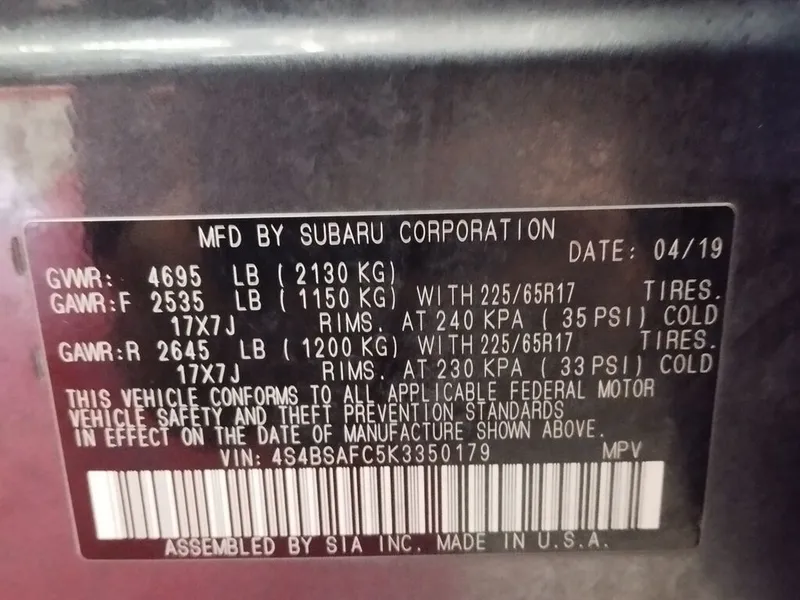 MFD BY SUBARU CORPORATION
DATE: 04/19
GVWR: 4695 LB ( 2130 KG)
GAWR:F 2535 LB ( 1150 KG) WITH 225/65R17 TIRES.
17X7J RIMS. AT 240 KPA ( 35 PSI) COLD
GAWR:R 2645 LB ( 1200 KG) WITH 225/65R17 TIRES.
17X7J RIMS. AT 230 KPA ( 33 PSI) COLD
THIS VEHICLE CONFORMS TO ALL APPLICABLE FEDERAL MOTOR
VEHICLE SAFETY AND THEFT PREVENTION STANDARDS
IN EFFECT ON THE DATE OF MANUFACTURE SHOWN ABOVE.
VIN: 4S4BSAFC5K3350179 MPV
ASSEMBLED BY SIA INC. MADE IN U.S.A.